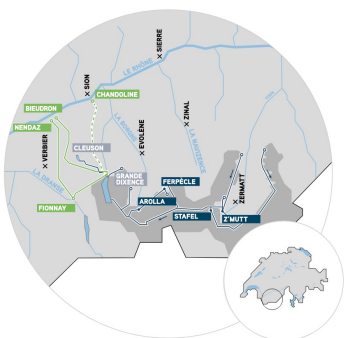 SIERRE
LE RHÔNE
SION
CHANDOLINE
BIEUDRON
NENDAZ
VERBIER
CLEUSON
LA BORGNE
EVOLÈNE
ZINAL
LA NAVIZENCE
LA DRANSE
GRANDE
DIXENCE
FERPÈCLE
ZERMATT
FIONNAY
AROLLA
STAFEL
Z'MUTT